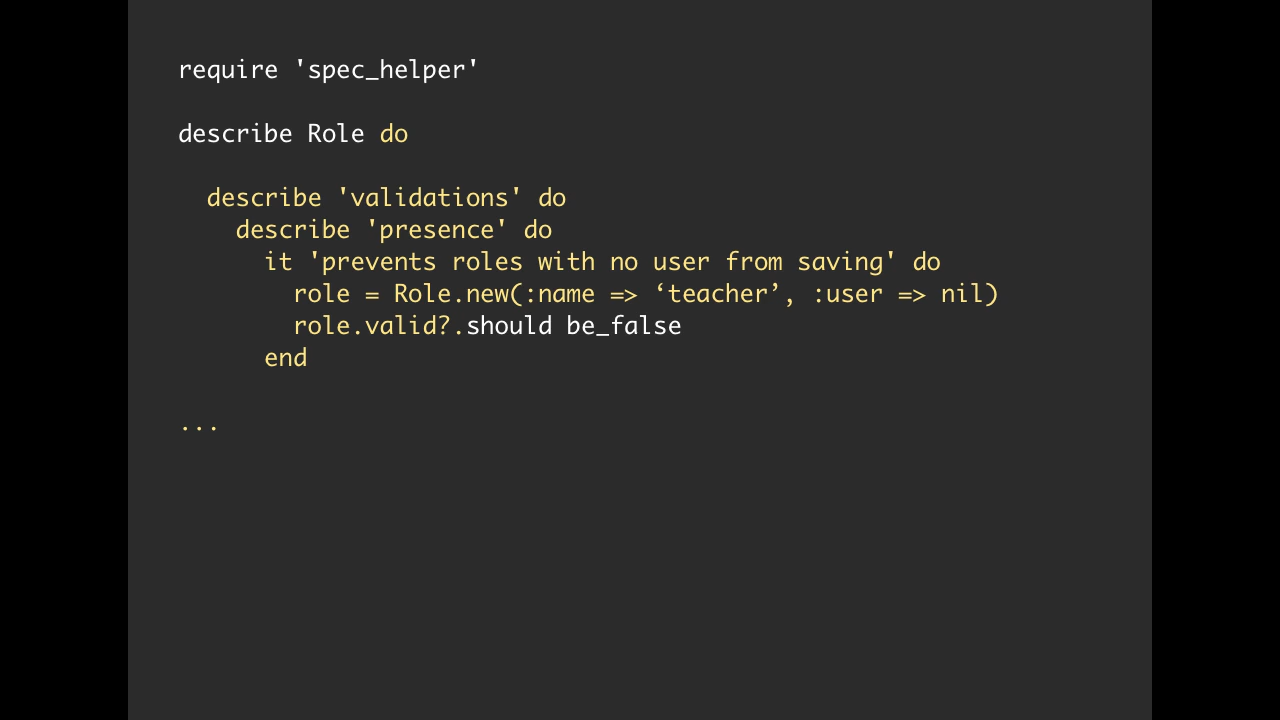 require 'spec_helper'
describe Role do
describe 'validations' do
describe 'presence' do
it 'prevents roles with no user from saving' do
role = Role.new(:name => ‘teacher’, :user => nil)
role.valid?.should be_false
end
...